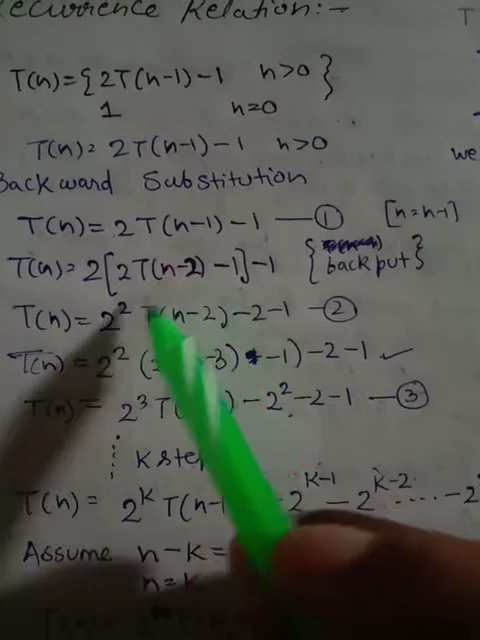 Recurrence Relation:-
T
T(n) = { 2T(n-1)-1 n>0 }
1 n=0
T(n) = 2T(n-1)-1 n>0
we
Backward Substitution
T(n) = 2T(n-1)-1 —① [n=n-1]
T(n) = 2[2T(n-2)-1]-1 { back put }
T(n) = 2² T(n-2)-2-1 —②
T(n) = 2² ( -3) -1)-2-1 ✓
T(n) = 2³ T( ) -2²-2-1 —③
K step
T(n) = 2^K T(n- 2^K-1 - 2^K-2 ..... -2
Assume n-K=
n=K